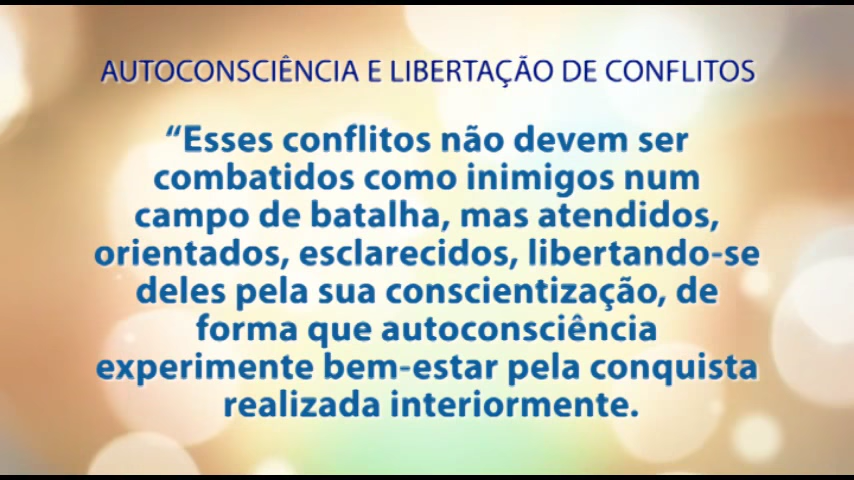 AUTOCONSCIÊNCIA E LIBERTAÇÃO DE CONFLITOS
“Esses conflitos não devem ser
combatidos como inimigos num
campo de batalha, mas atendidos,
orientados, esclarecidos, libertando-se
deles pela sua conscientização, de
forma que autoconsciência
experimente bem-estar pela conquista
realizada interiormente.